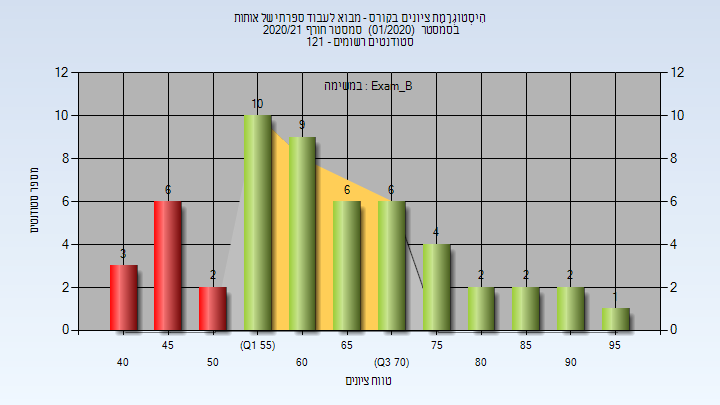 היסטוגרמת ציונים בקורס - מבוא לעבוד ספרתי של אותות
בסמסטר (01/2020) סמסטר חורף 2020/21
סטודנטים רשומים - 121
במשימה : Exam_B
מספר סטודנטים
12 12
10 10
8 8
6 6
4 4
2 2
0 0
3 6 2 10 9 6 6 4 2 2 2 1
45 (Q1 55) 65 75 85 95
40 50 60 (Q3 70) 80 90
טווח ציונים